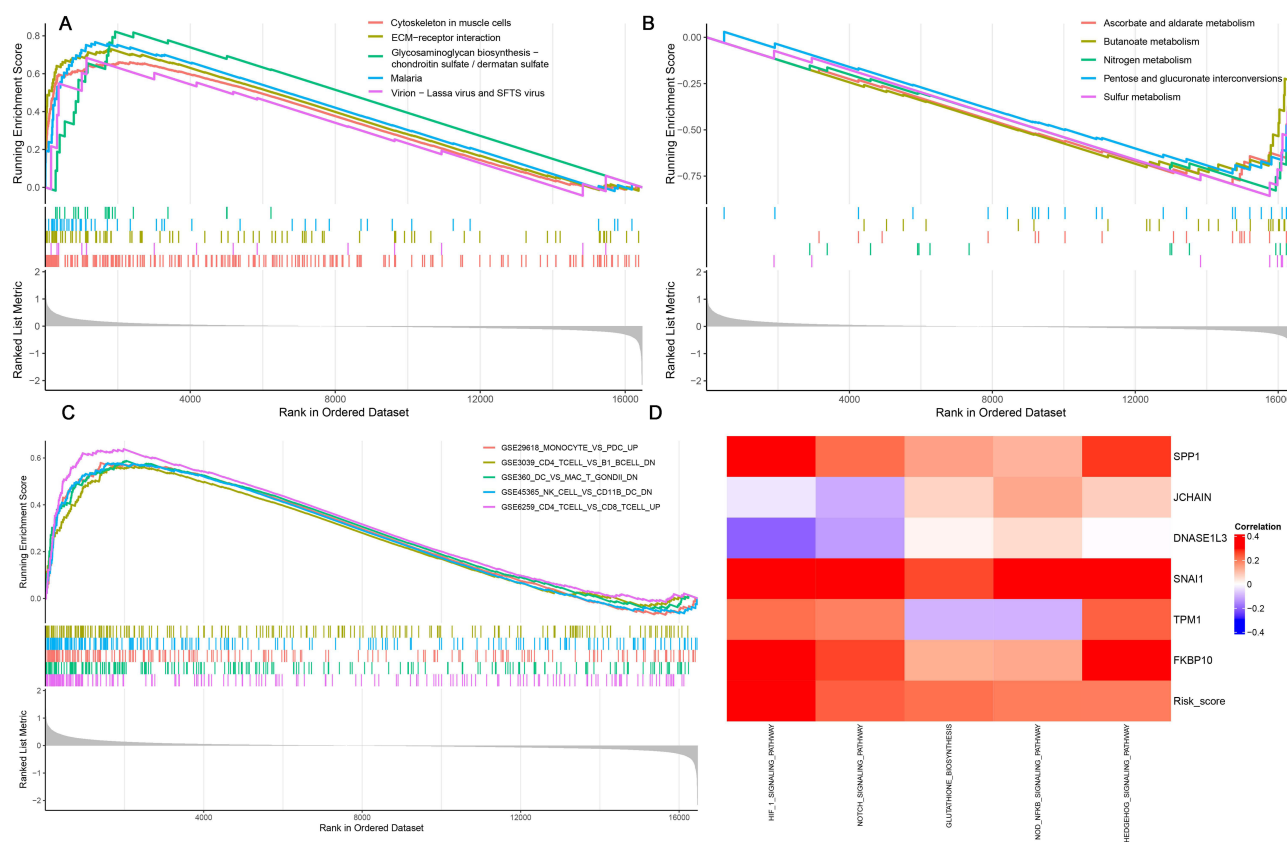 A
Running Enrichment Score
0.8
0.6
0.4
0.2
0.0
Cytoskeleton in muscle cells
ECM−receptor interaction
Glycosaminoglycan biosynthesis −
chondroitin sulfate / dermatan sulfate
Malaria
Virion − Lassa virus and SFTS virus
Ranked List Metric
2
1
0
−1
−2
4000
8000
12000
16000
Rank in Ordered Dataset
B
Running Enrichment Score
0.00
−0.25
−0.50
−0.75
Ascorbate and aldarate metabolism
Butanoate metabolism
Nitrogen metabolism
Pentose and glucuronate interconversions
Sulfur metabolism
Ranked List Metric
2
1
0
−1
−2
4000
8000
12000
1600
Rank in Ordered Dataset
C
Running Enrichment Score
0.6
0.4
0.2
0.0
GSE29618_MONOCYTE_VS_PDC_UP
GSE3039_CD4_TCELL_VS_B1_BCELL_DN
GSE360_DC_VS_MAC_T_GONDII_DN
GSE45365_NK_CELL_VS_CD11B_DC_DN
GSE6259_CD4_TCELL_VS_CD8_TCELL_UP
Ranked List Metric
2
1
0
−1
−2
4000
8000
12000
16000
Rank in Ordered Dataset
D
SPP1
JCHAIN
DNASE1L3
SNAI1
TPM1
FKBP10
Risk_score
HIF_1_SIGNALING_PATHWAY
NOTCH_SIGNALING_PATHWAY
GLUTATHIONE_BIOSYNTHESIS
NOD_NFKB_SIGNALING_PATHWAY
HEDGEHOG_SIGNALING_PATHWAY
Correlation
0.4
0.2
0.0
−0.2
−0.4